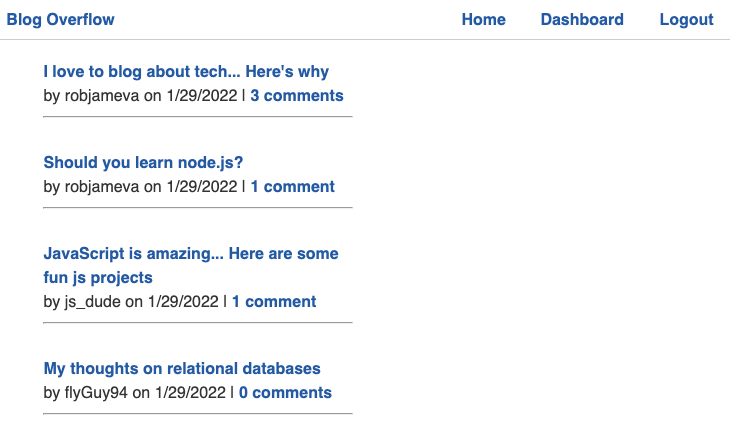 Blog Overflow Home Dashboard Logout
I love to blog about tech... Here's why
by robjameva on 1/29/2022 | 3 comments
Should you learn node.js?
by robjameva on 1/29/2022 | 1 comment
JavaScript is amazing... Here are some
fun js projects
by js_dude on 1/29/2022 | 1 comment
My thoughts on relational databases
by flyGuy94 on 1/29/2022 | 0 comments